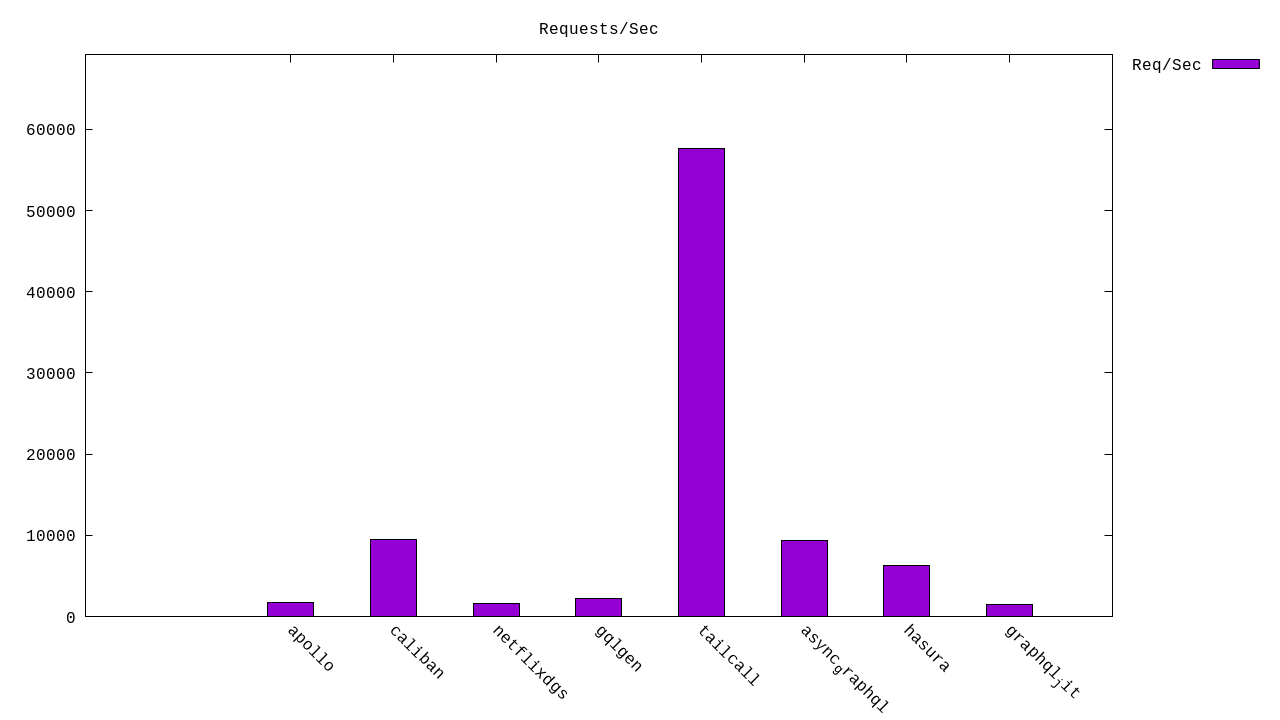 Requests/Sec
Req/Sec
60000
50000
40000
30000
20000
10000
0
apollo
caliban
netflixdgs
gqlgen
tailcall
async_graphql
hasura
graphql_jit